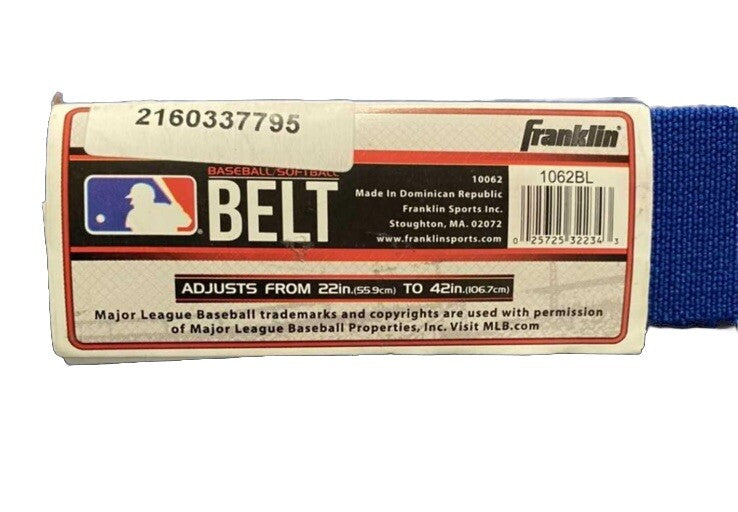 2160337795
Franklin
BASEBALL/SOFTBALL
BELT
10062
Made In Dominican Republic
Franklin Sports Inc.
Stoughton, MA. 02072
www.franklinsports.com
1062BL
0 25725 32234 3
ADJUSTS FROM 22in.(55.9cm) TO 42in.(106.7cm)
Major League Baseball trademarks and copyrights are used with permission
of Major League Baseball Properties, Inc. Visit MLB.com